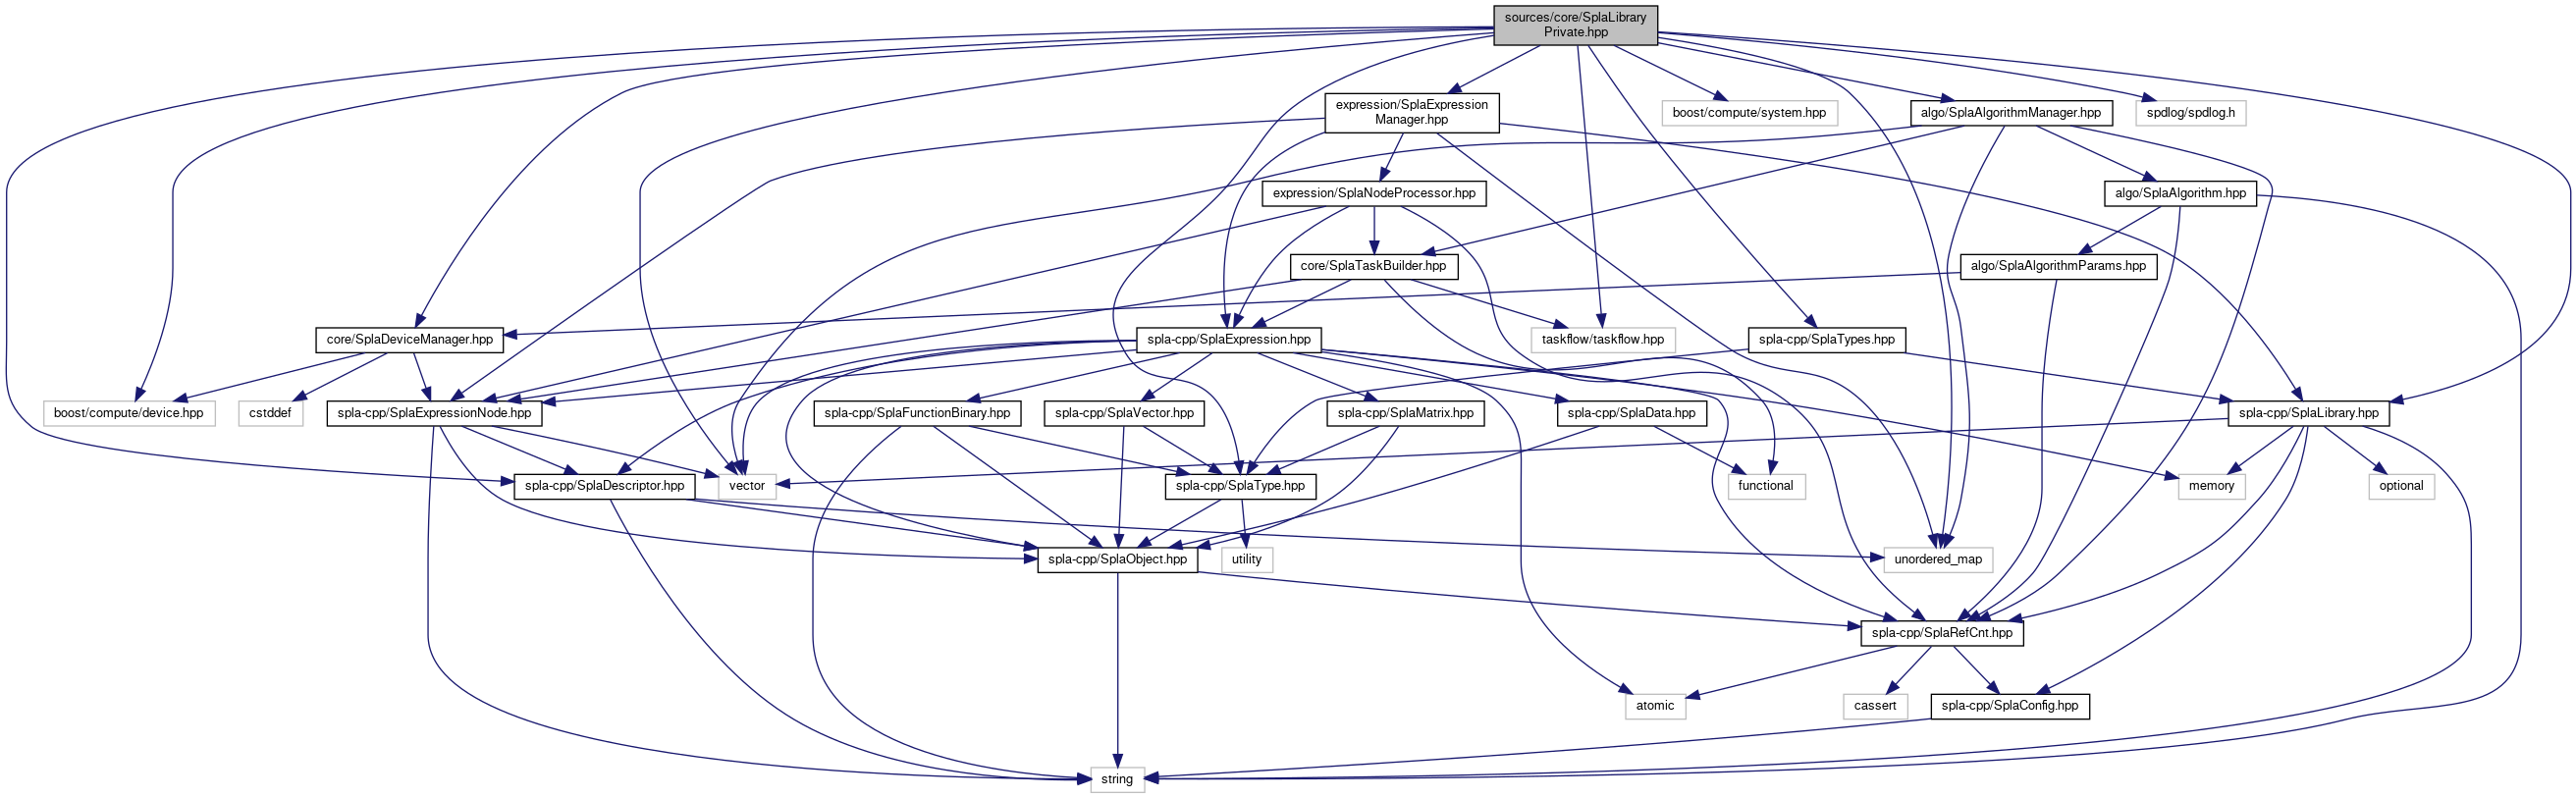 sources/core/SplaLibrary
Private.hpp
expression/SplaExpression
Manager.hpp
boost/compute/system.hpp
algo/SplaAlgorithmManager.hpp
spdlog/spdlog.h
expression/SplaNodeProcessor.hpp
algo/SplaAlgorithm.hpp
core/SplaTaskBuilder.hpp
algo/SplaAlgorithmParams.hpp
core/SplaDeviceManager.hpp
spla-cpp/SplaExpression.hpp
taskflow/taskflow.hpp
spla-cpp/SplaTypes.hpp
boost/compute/device.hpp
cstddef
spla-cpp/SplaExpressionNode.hpp
spla-cpp/SplaFunctionBinary.hpp
spla-cpp/SplaVector.hpp
spla-cpp/SplaMatrix.hpp
spla-cpp/SplaData.hpp
spla-cpp/SplaLibrary.hpp
spla-cpp/SplaDescriptor.hpp
vector
spla-cpp/SplaType.hpp
functional
memory
optional
spla-cpp/SplaObject.hpp
utility
unordered_map
spla-cpp/SplaRefCnt.hpp
atomic
cassert
spla-cpp/SplaConfig.hpp
string